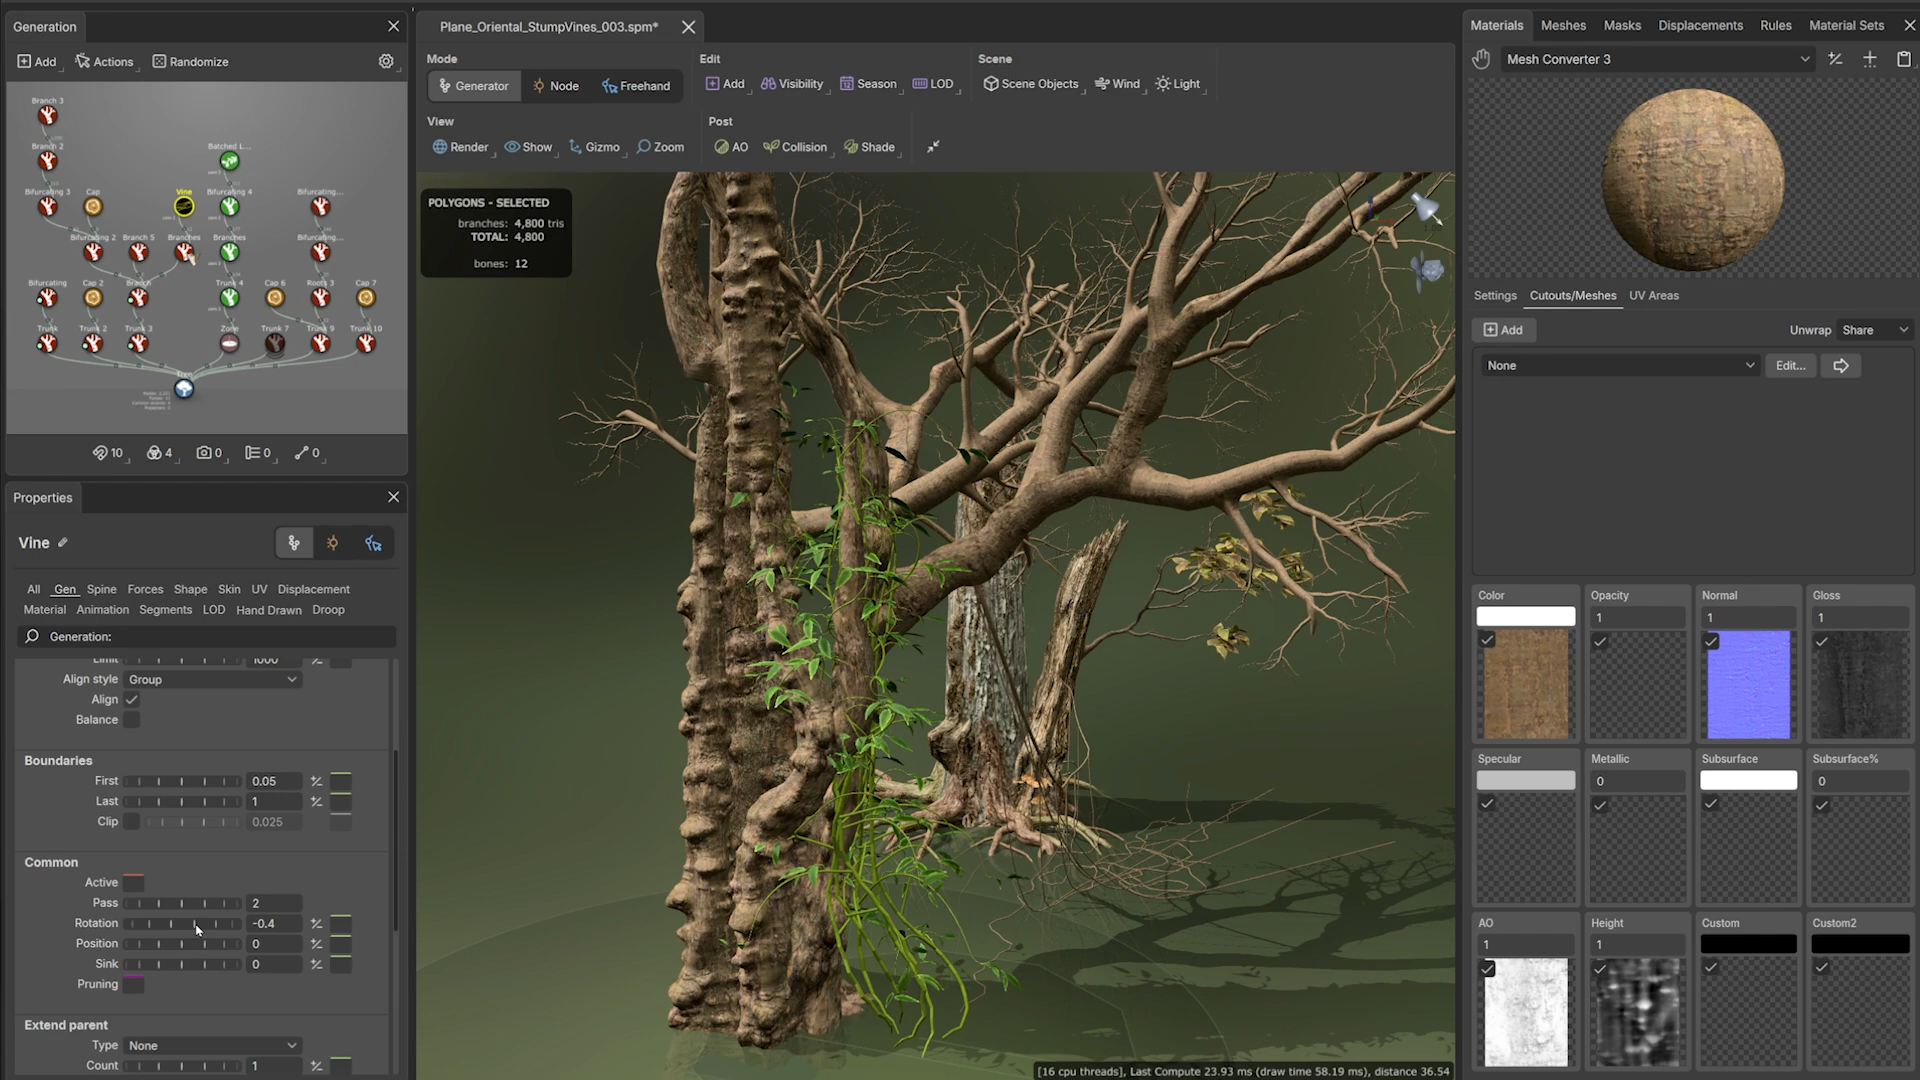 Generation
Add
Actions
Randomize
Branch 3
Branch 2
Batched L...
Bifurcating 3
Cap
Vine
Bifurcating 4
Bifurcating...
Bifurcating 2
Branch 5
Branches
Branches
Bifurcating...
Bifurcating
Cap 2
Branch
Trunk 4
Cap 6
Roots 3
Cap 7
Trunk
Trunk 2
Trunk 3
Zone
Trunk 7
Trunk 9
Trunk 10
10
4
0
0
0
Properties
Vine
All
Gen
Spine
Forces
Shape
Skin
UV
Displacement
Material
Animation
Segments
LOD
Hand Drawn
Droop
Generation:
Limit 1000
Align style Group
Align
Balance
Boundaries
First 0.05
Last 1
Clip 0.025
Common
Active
Pass 2
Rotation -0.4
Position 0
Sink 0
Pruning
Extend parent
Type None
Count 1
Plane_Oriental_StumpVines_003.spm*
Mode
Generator
Node
Freehand
Edit
Add
Visibility
Season
LOD
Scene
Scene Objects
Wind
Light
View
Render
Show
Gizmo
Zoom
Post
AO
Collision
Shade
POLYGONS - SELECTED
branches: 4,800 tris
TOTAL: 4,800
bones: 12
[16 cpu threads], Last Compute 23.93 ms (draw time 58.19 ms), distance 36.54
Materials
Meshes
Masks
Displacements
Rules
Material Sets
Mesh Converter 3
Settings
Cutouts/Meshes
UV Areas
Add
Unwrap Share
None
Edit...
Color
Opacity
Normal
Gloss
1
1
1
Specular
Metallic
Subsurface
Subsurface%
0
0
AO
Height
Custom
Custom2
1
1